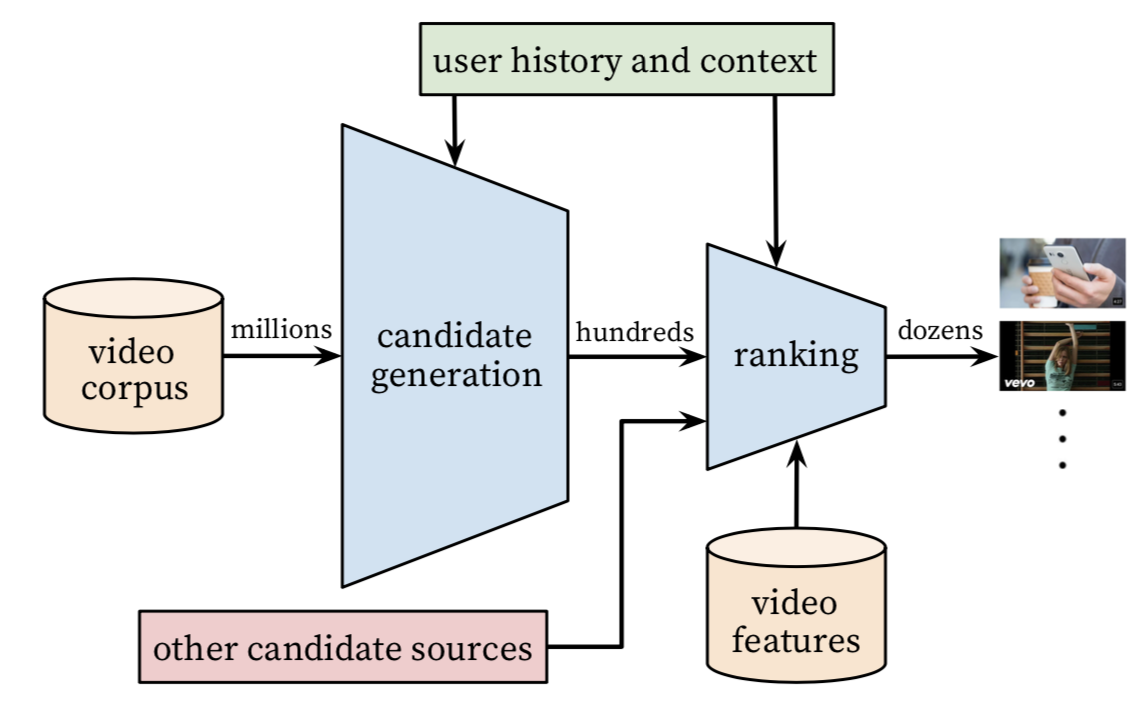 user history and context
millions
hundreds
dozens
video
corpus
candidate
generation
ranking
vevo
other candidate sources
video
features